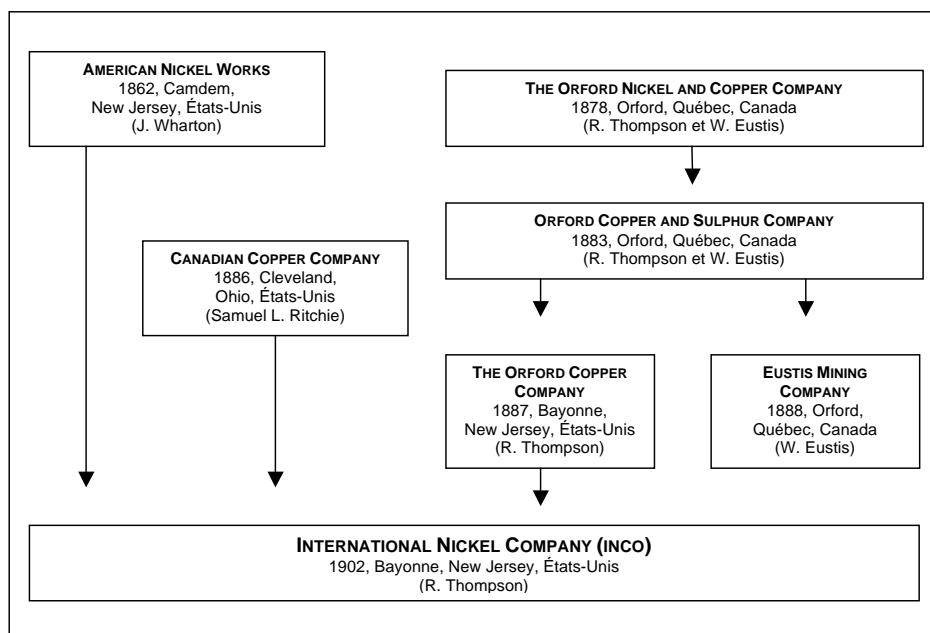 AMERICAN NICKEL WORKS
1862, Camdem,
New Jersey, États-Unis
(J. Wharton)
THE ORFORD NICKEL AND COPPER COMPANY
1878, Orford, Québec, Canada
(R. Thompson et W. Eustis)
ORFORD COPPER AND SULPHUR COMPANY
1883, Orford, Québec, Canada
(R. Thompson et W. Eustis)
CANADIAN COPPER COMPANY
1886, Cleveland,
Ohio, États-Unis
(Samuel L. Ritchie)
THE ORFORD COPPER
COMPANY
1887, Bayonne,
New Jersey, États-Unis
(R. Thompson)
EUSTIS MINING
COMPANY
1888, Orford,
Québec, Canada
(W. Eustis)
INTERNATIONAL NICKEL COMPANY (INCO)
1902, Bayonne, New Jersey, États-Unis
(R. Thompson)